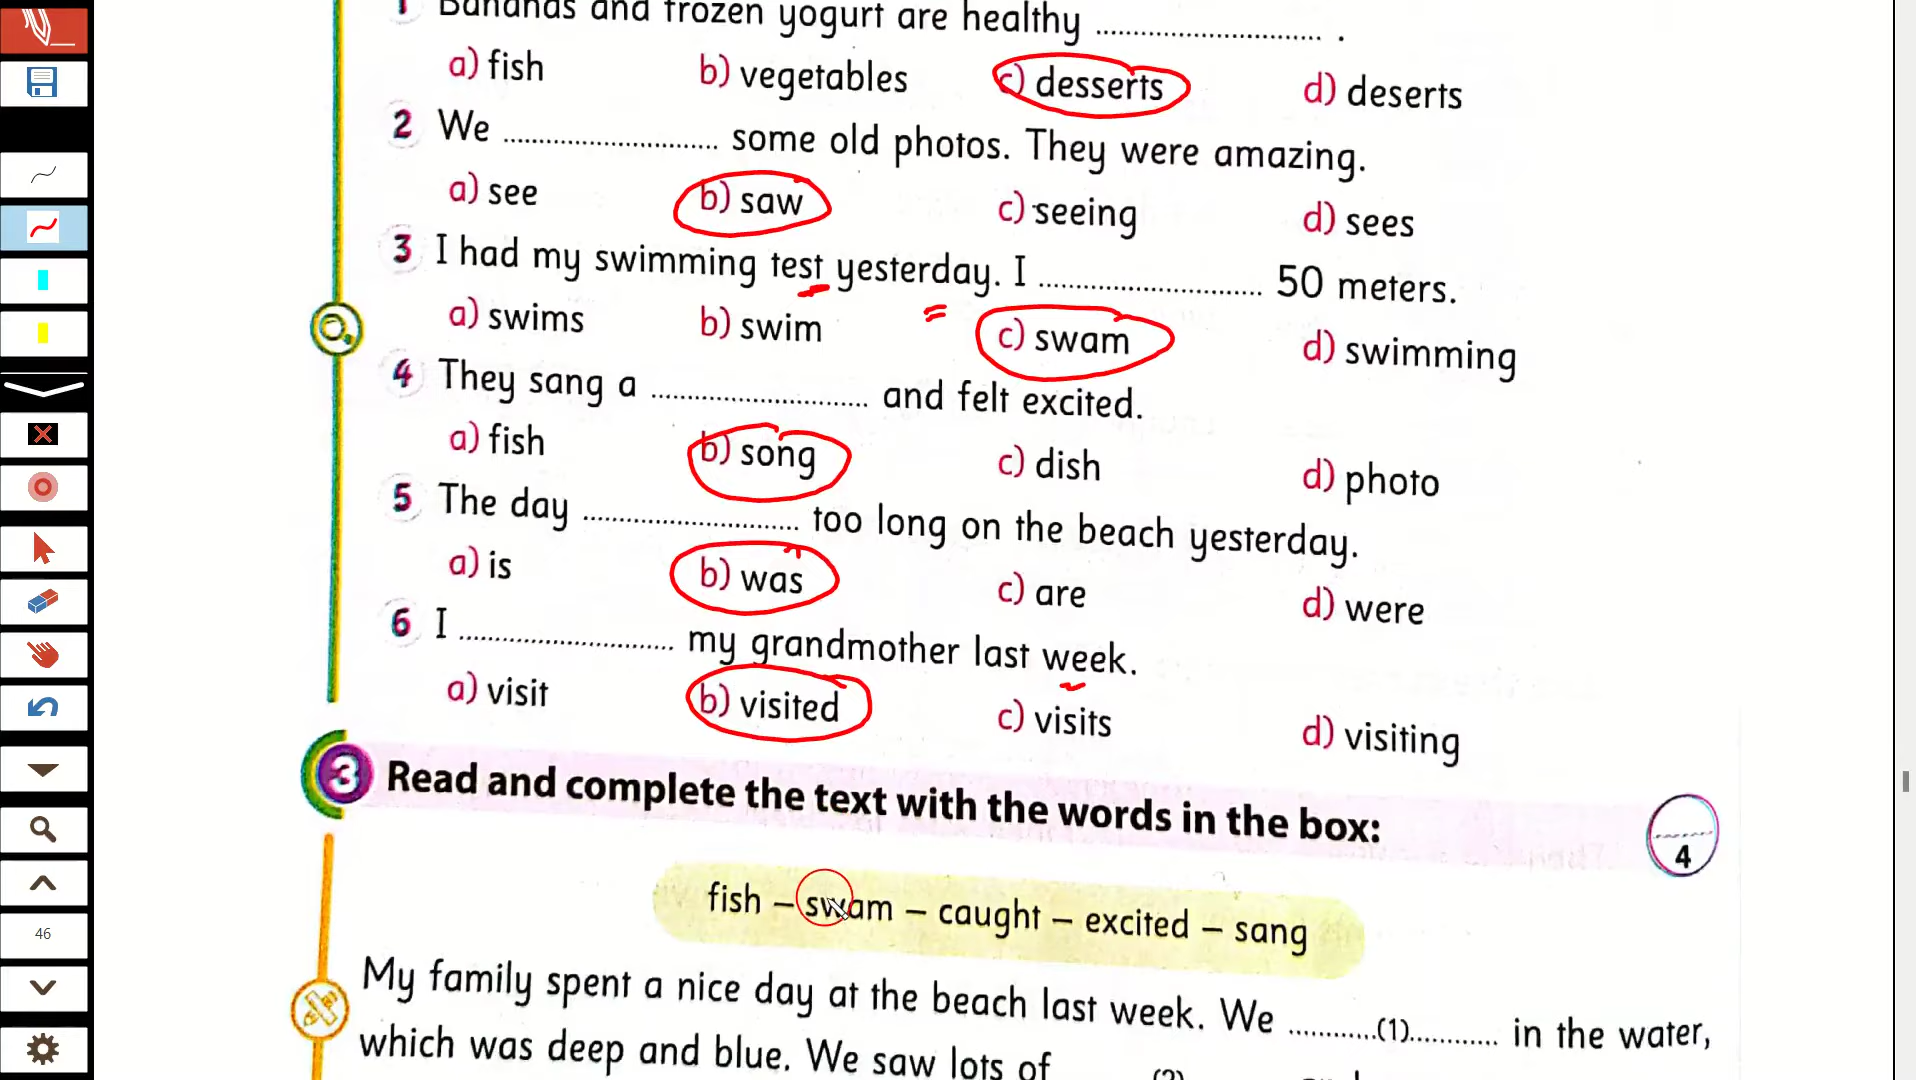 1 Bananas and frozen yogurt are healthy .............................. .
a) fish b) vegetables c) desserts d) deserts
2 We .............................. some old photos. They were amazing.
a) see b) saw c) seeing d) sees
3 I had my swimming test yesterday. I .............................. 50 meters.
a) swims b) swim c) swam d) swimming
4 They sang a .............................. and felt excited.
a) fish b) song c) dish d) photo
5 The day .............................. too long on the beach yesterday.
a) is b) was c) are d) were
6 I .............................. my grandmother last week.
a) visit b) visited c) visits d) visiting
3 Read and complete the text with the words in the box:
4
fish – swam – caught – excited – sang
My family spent a nice day at the beach last week. We ............(1)............ in the water,
which was deep and blue. We saw lots of
46